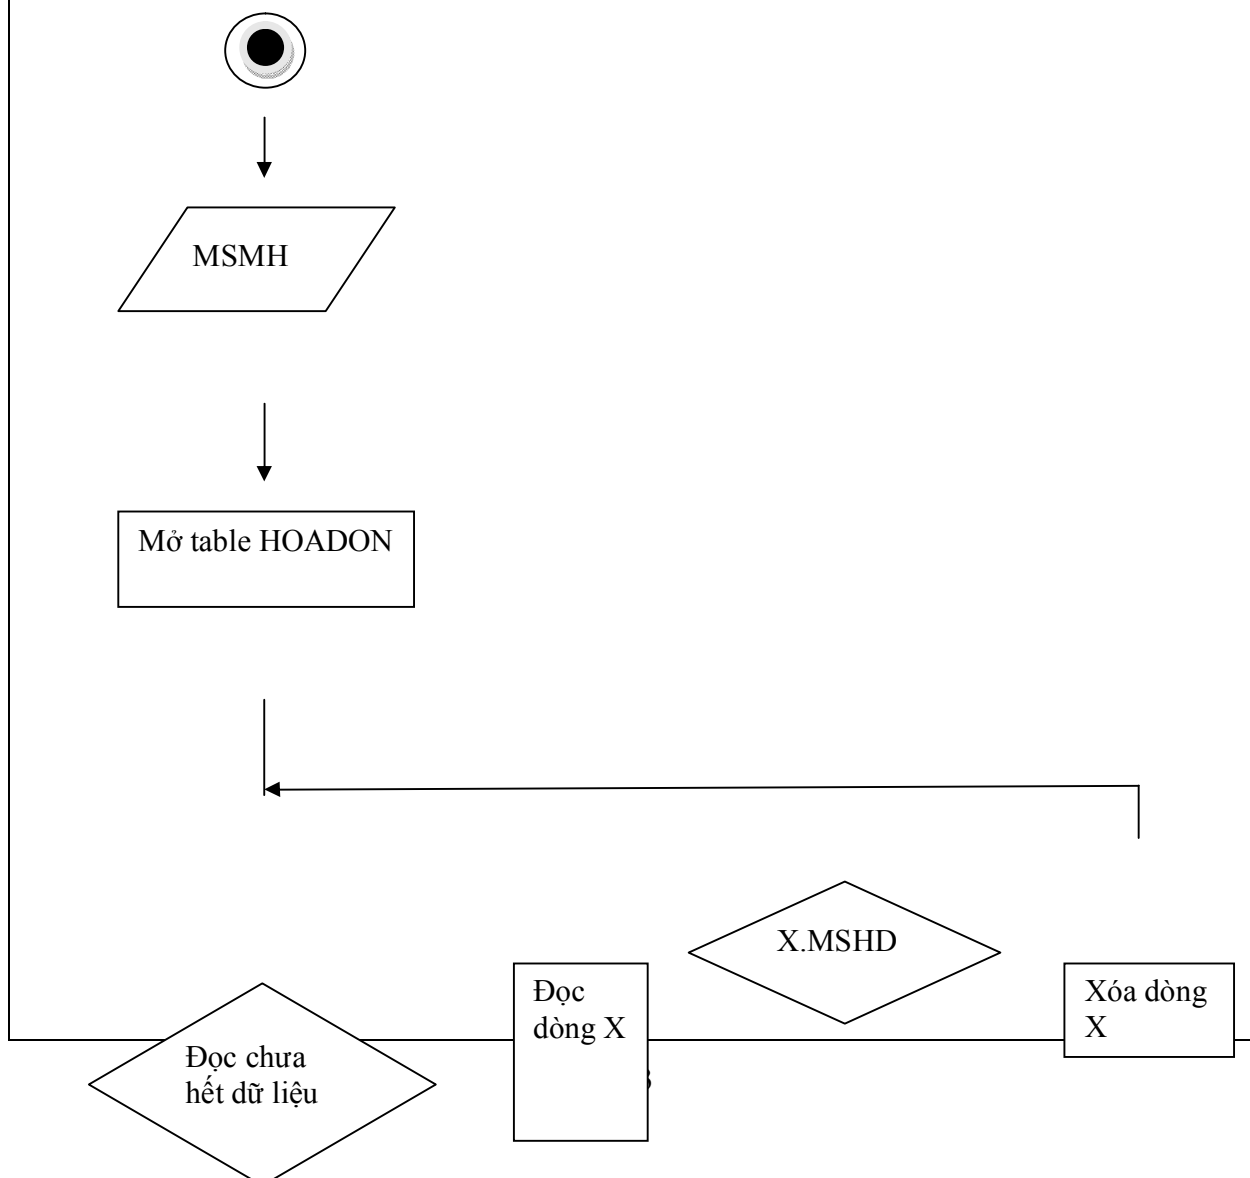 MSMH
Mở table HOADON
X.MSHD
Đọc
dòng X
Xóa dòng
X
Đọc chưa
hết dữ liệu